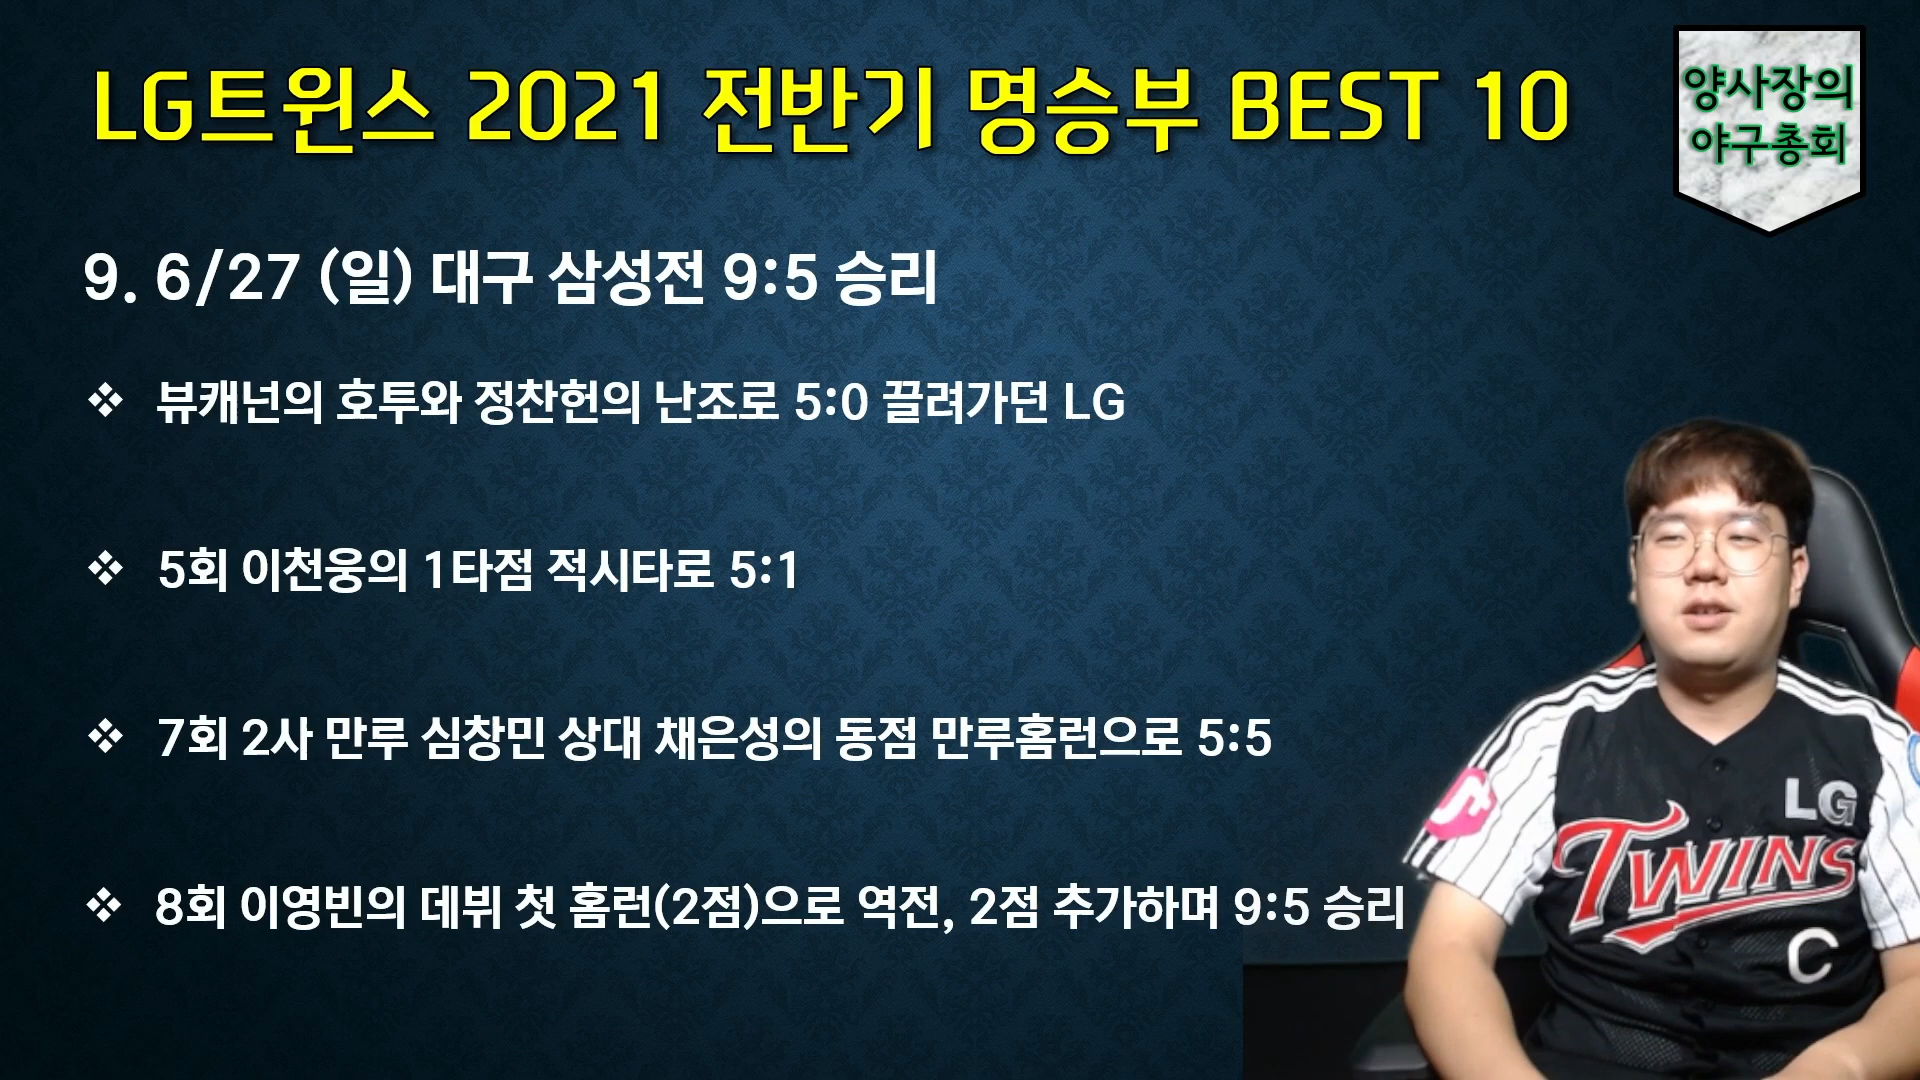 LG트윈스 2021 전반기 명승부 BEST 10
양사장의
야구총회
9. 6/27 (일) 대구 삼성전 9:5 승리
❖ 뷰캐넌의 호투와 정찬헌의 난조로 5:0 끌려가던 LG
❖ 5회 이천웅의 1타점 적시타로 5:1
❖ 7회 2사 만루 심창민 상대 채은성의 동점 만루홈런으로 5:5
❖ 8회 이영빈의 데뷔 첫 홈런(2점)으로 역전, 2점 추가하며 9:5 승리
LG
TWINS
C